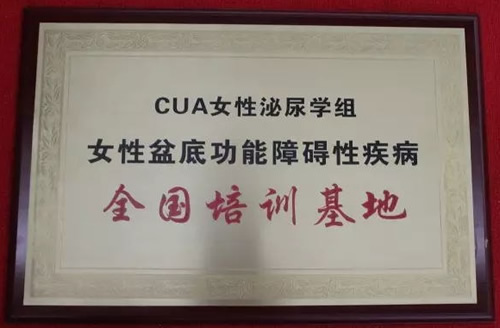 CUA女性泌尿学组
女性盆底功能障碍性疾病
全国培训基地